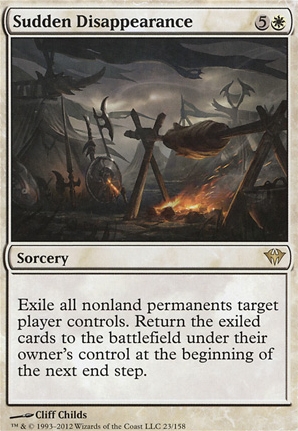 Sudden Disappearance 5
Sorcery
Exile all nonland permanents target
player controls. Return the exiled
cards to the battlefield under their
owner's control at the beginning of
the next end step.
Cliff Childs
™ & © 1993–2012 Wizards of the Coast LLC 23/158